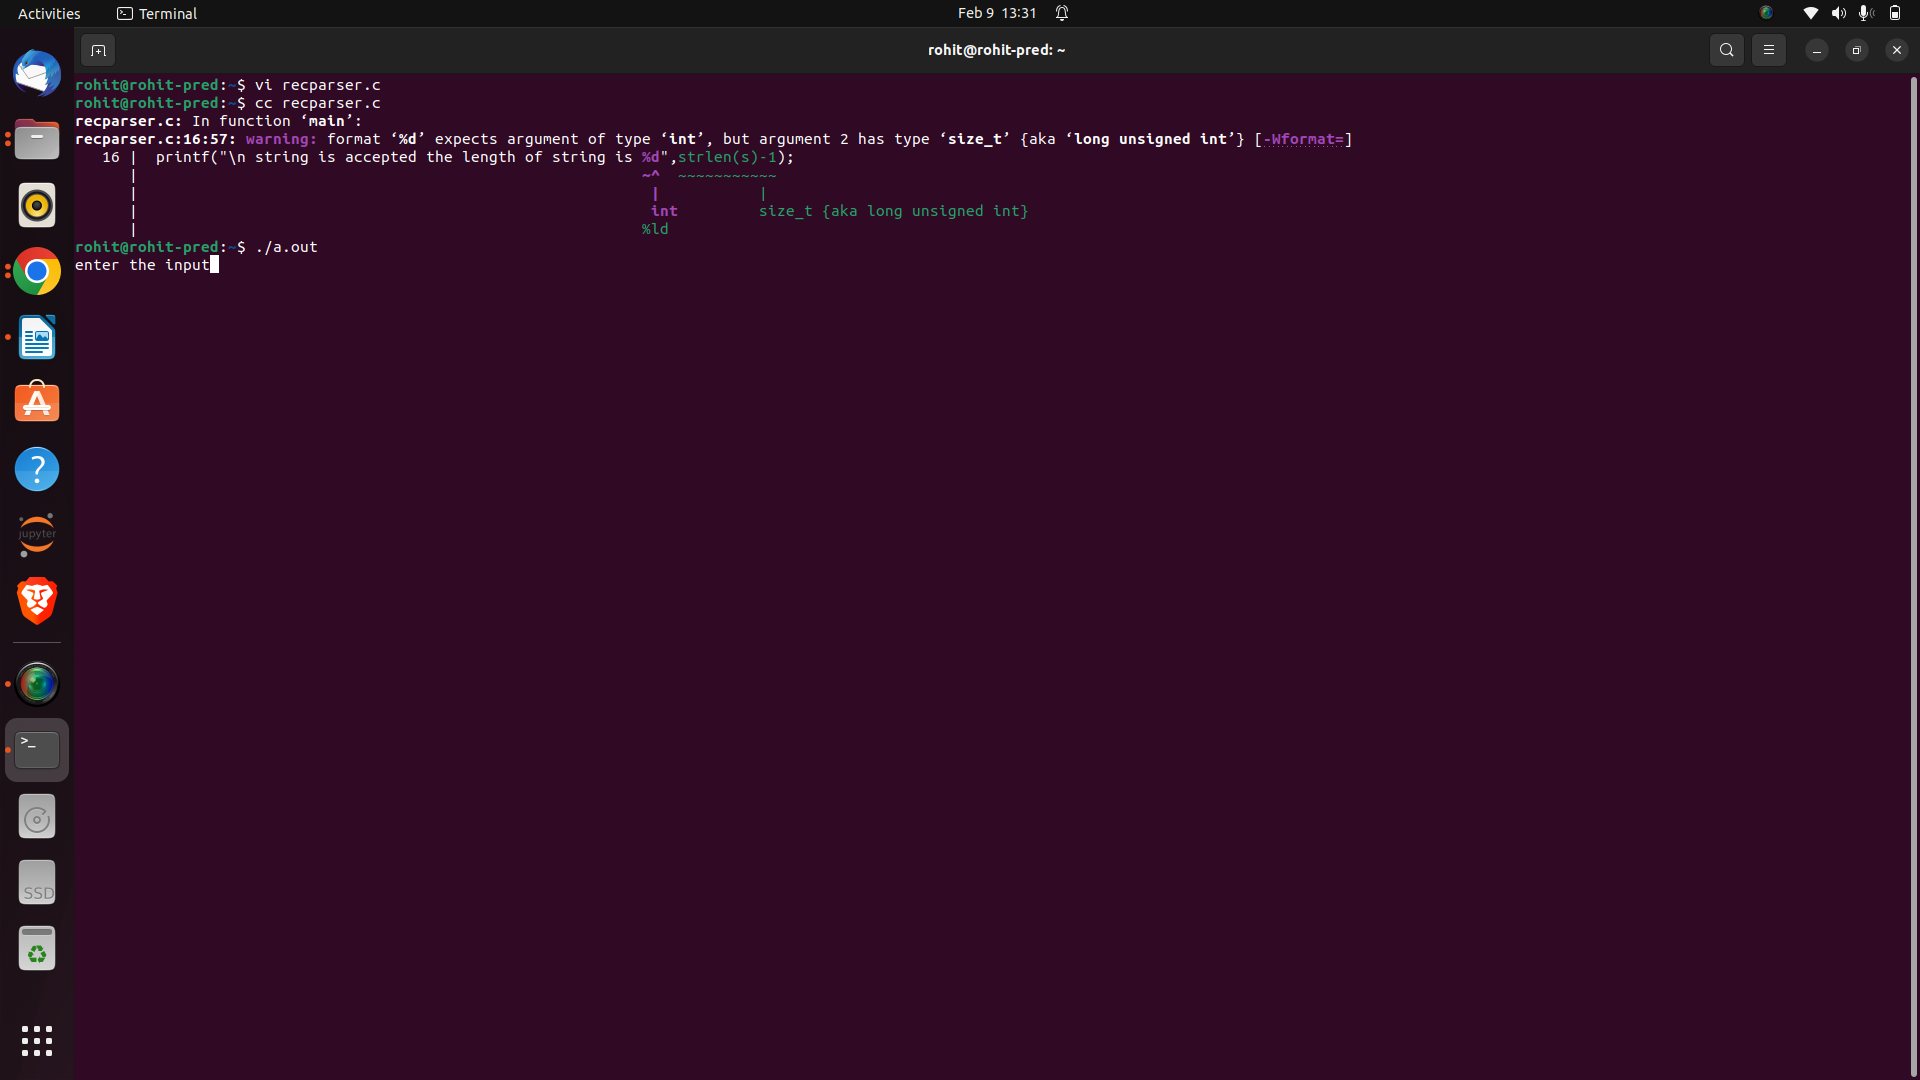 Activities
Terminal
Feb 9 13:31
rohit@rohit-pred: ~
rohit@rohit-pred:~$ vi recparser.c
rohit@rohit-pred:~$ cc recparser.c
recparser.c: In function ‘main’:
recparser.c:16:57: warning: format ‘%d’ expects argument of type ‘int’, but argument 2 has type ‘size_t’ {aka ‘long unsigned int’} [-Wformat=]
   16 |  printf("\n string is accepted the length of string is %d",strlen(s)-1);
      |                                                        ~^  ~~~~~~~~~~~
      |                                                         |           |
      |                                                         int         size_t {aka long unsigned int}
      |                                                        %ld
rohit@rohit-pred:~$ ./a.out
enter the input
?
jupyter
>_
SSD